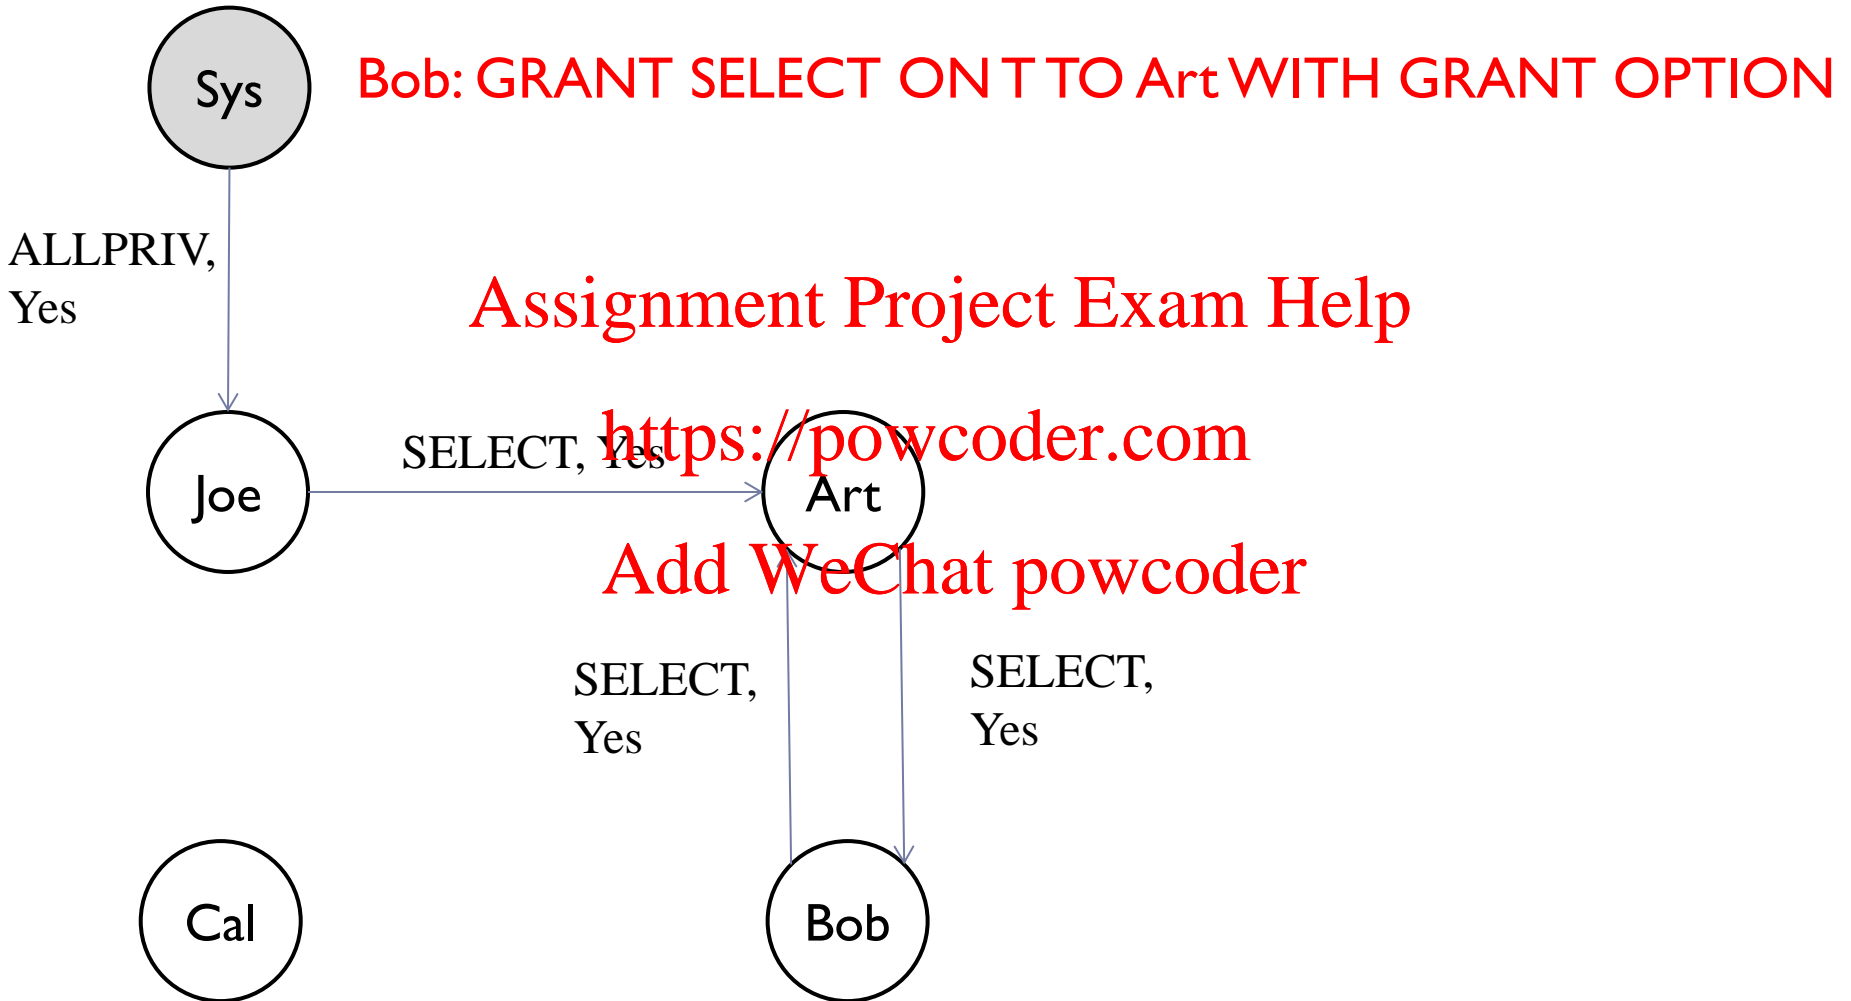 Sys
Bob: GRANT SELECT ON T TO Art WITH GRANT OPTION
ALLPRIV,
Yes
Assignment Project Exam Help
https://powcoder.com
SELECT, Yes
Joe
Art
Add WeChat powcoder
SELECT,
Yes
SELECT,
Yes
Cal
Bob